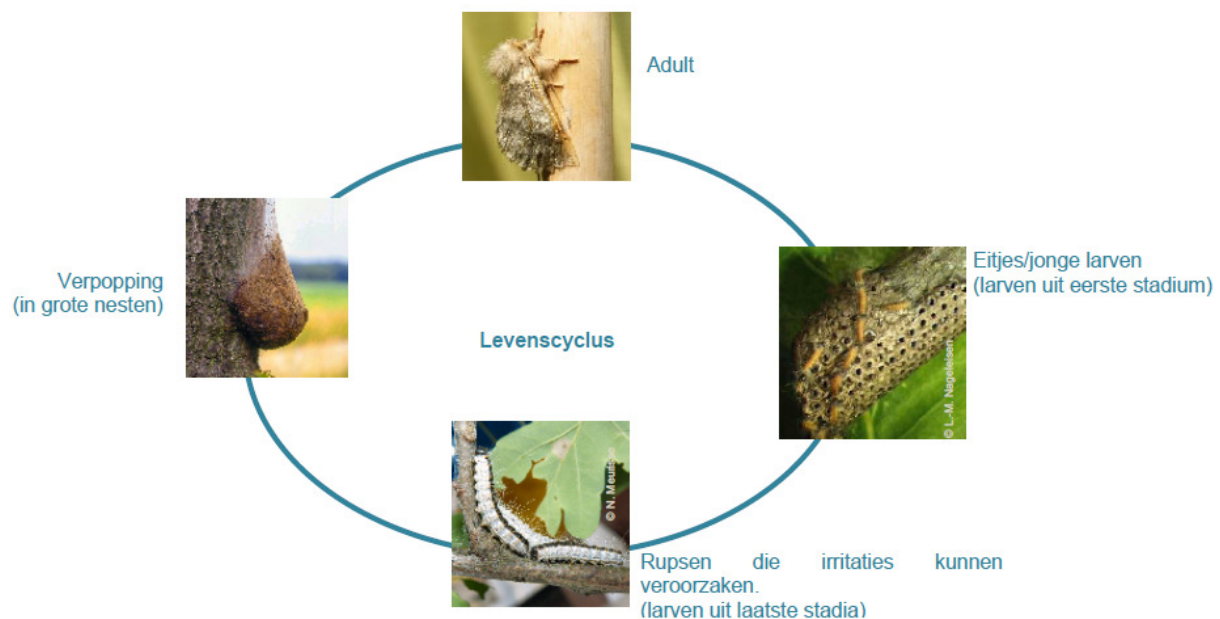 Adult
Eitjes/jonge larven
(larven uit eerste stadium)
© L.-M. Nageleisen
Verpopping
(in grote nesten)
Levenscyclus
Rupsen die irritaties kunnen
veroorzaken.
(larven uit laatste stadia)
© N. Meurisse